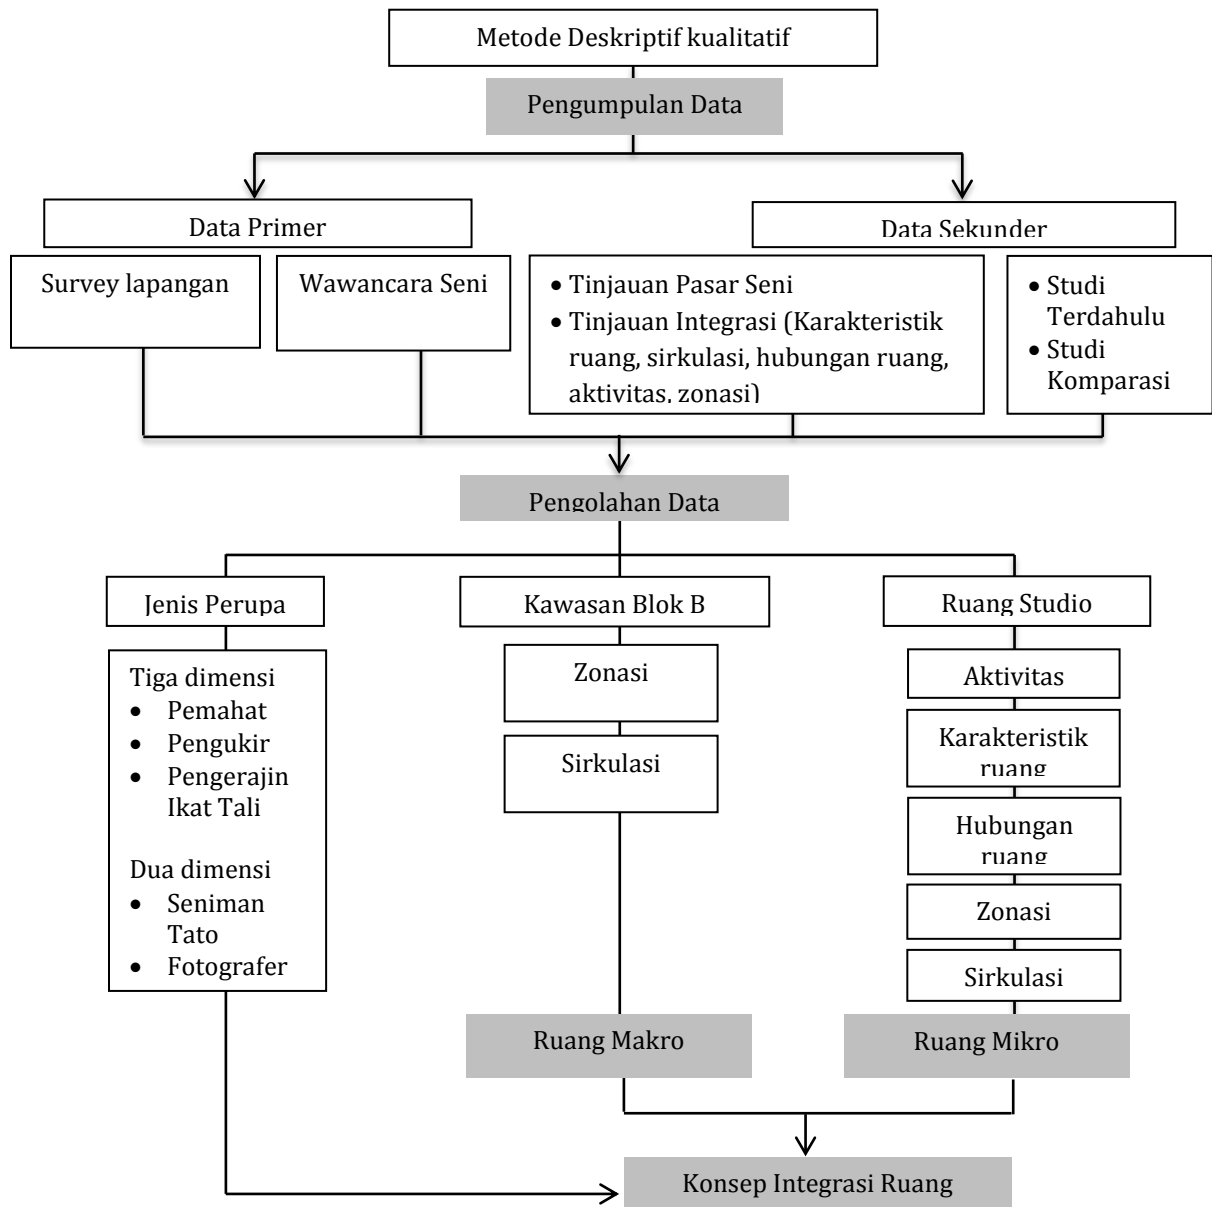 Metode Deskriptif kualitatif
Pengumpulan Data
Data Primer
Data Sekunder
Survey lapangan
Wawancara Seni
• Tinjauan Pasar Seni
• Tinjauan Integrasi (Karakteristik
ruang, sirkulasi, hubungan ruang,
aktivitas, zonasi)
• Studi
Terdahulu
• Studi
Komparasi
Pengolahan Data
Jenis Perupa
Kawasan Blok B
Ruang Studio
Tiga dimensi
• Pemahat
• Pengukir
• Pengerajin
Ikat Tali
Dua dimensi
• Seniman
Tato
• Fotografer
Zonasi
Sirkulasi
Aktivitas
Karakteristik
ruang
Hubungan
ruang
Zonasi
Sirkulasi
Ruang Makro
Ruang Mikro
Konsep Integrasi Ruang